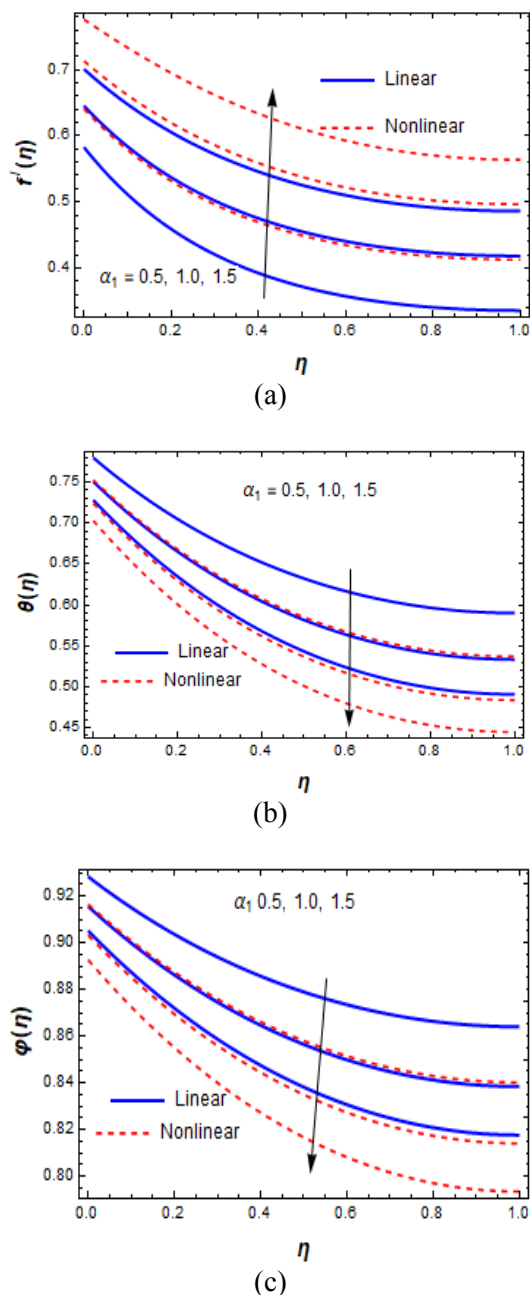 0.7
0.6
0.5
0.4
f′(η)
Linear
Nonlinear
α1 = 0.5, 1.0, 1.5
0.0 0.2 0.4 0.6 0.8 1.0
η
(a)
0.75
0.70
0.65
0.60
0.55
0.50
0.45
θ(η)
α1 = 0.5, 1.0, 1.5
Linear
Nonlinear
0.0 0.2 0.4 0.6 0.8 1.0
η
(b)
0.92
0.90
0.88
0.86
0.84
0.82
0.80
φ(η)
α1 0.5, 1.0, 1.5
Linear
Nonlinear
0.0 0.2 0.4 0.6 0.8 1.0
η
(c)